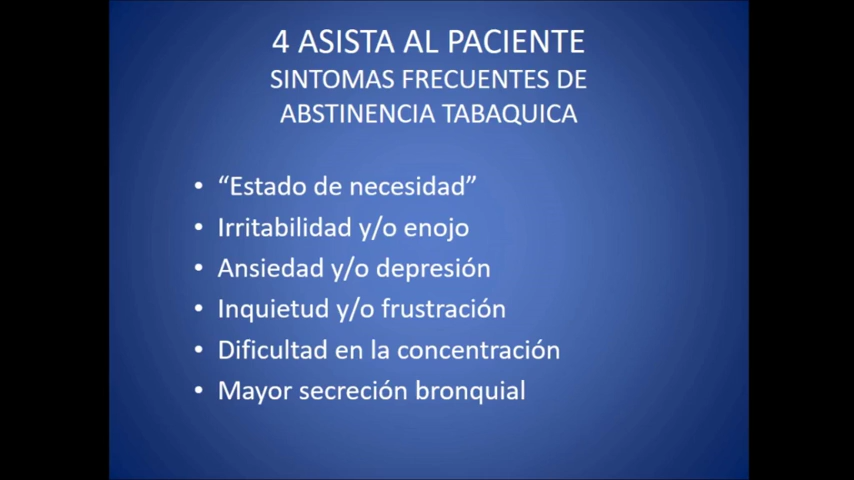 4 ASISTA AL PACIENTE
SINTOMAS FRECUENTES DE
ABSTINENCIA TABAQUICA
• “Estado de necesidad”
• Irritabilidad y/o enojo
• Ansiedad y/o depresión
• Inquietud y/o frustración
• Dificultad en la concentración
• Mayor secreción bronquial